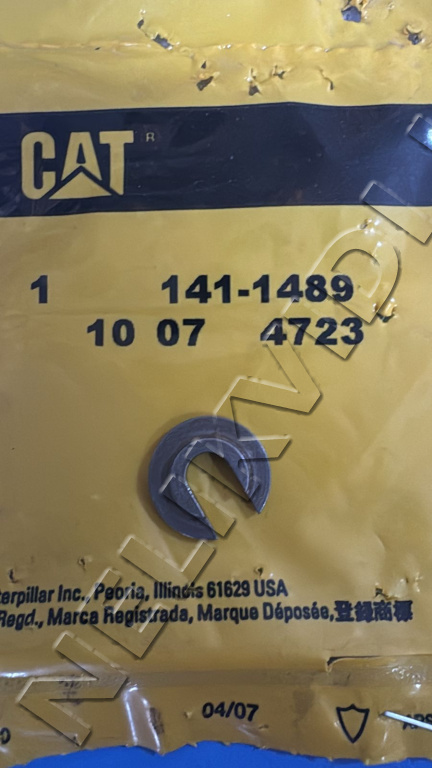 CAT®
1 141-1489
10 07 4723
terpillar Inc., Peoria, Illinois 61629 USA
Regd., Marca Registrada, Marque Déposée, 登録商標
04/07